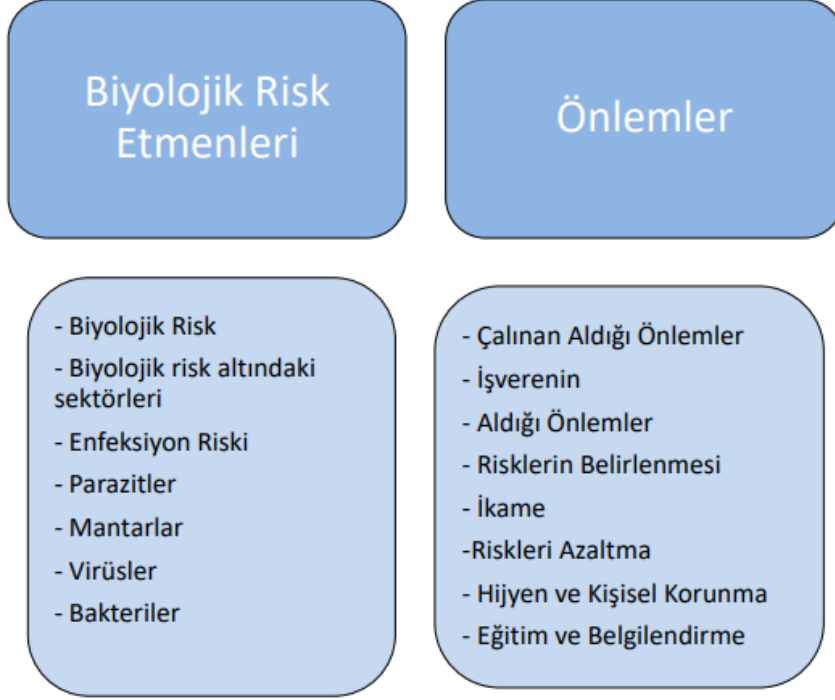 Biyolojik Risk
Etmenleri
Önlemler
- Biyolojik Risk
- Biyolojik risk altındaki
sektörleri
- Enfeksiyon Riski
- Parazitler
- Mantarlar
- Virüsler
- Bakteriler
- Çalınan Aldığı Önlemler
- İşverenin
- Aldığı Önlemler
- Risklerin Belirlenmesi
- İkame
-Riskleri Azaltma
- Hijyen ve Kişisel Korunma
- Eğitim ve Belgilendirme